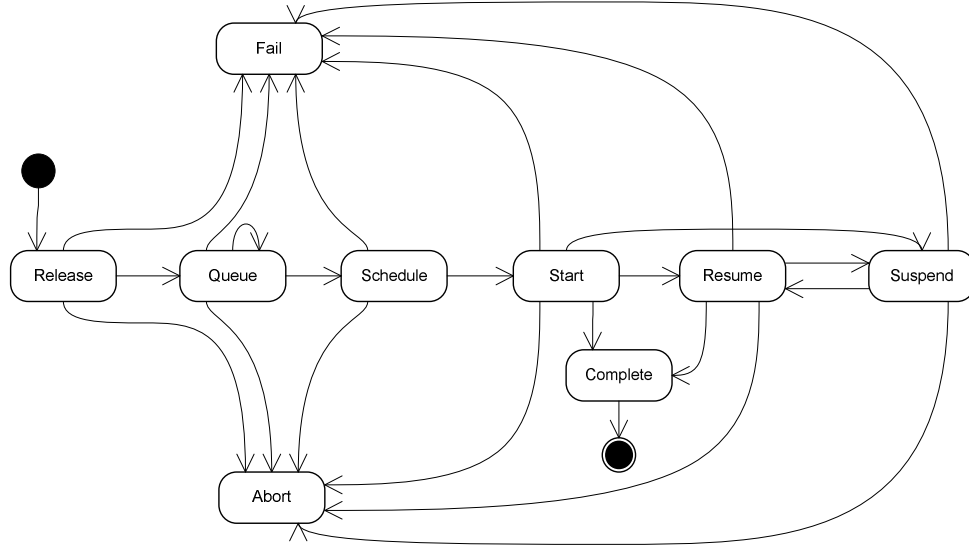 Fail
Release
Queue
Schedule
Start
Resume
Suspend
Complete
Abort